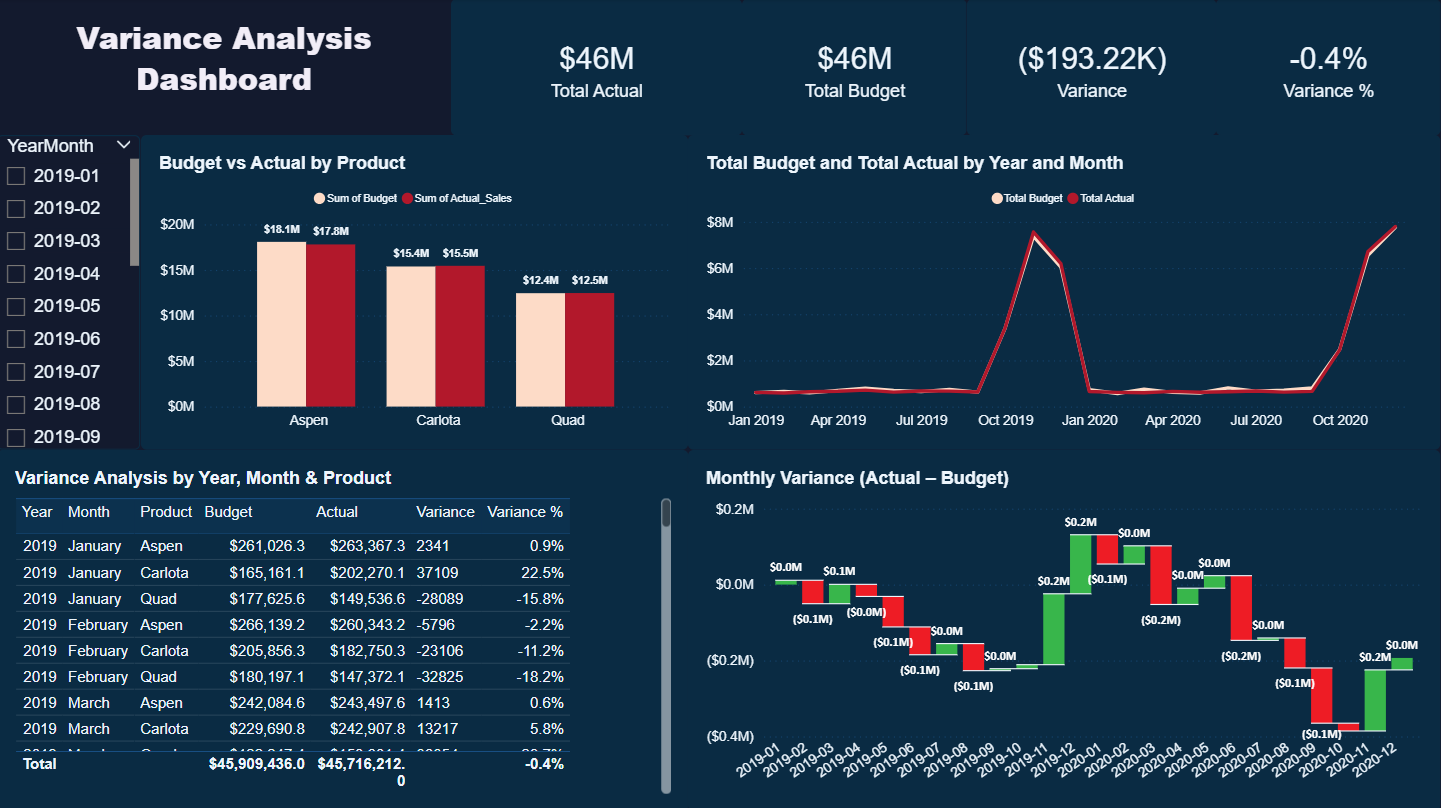 Variance Analysis
Dashboard
$46M
Total Actual
$46M
Total Budget
($193.22K)
Variance
-0.4%
Variance %
YearMonth
2019-01
2019-02
2019-03
2019-04
2019-05
2019-06
2019-07
2019-08
2019-09
Budget vs Actual by Product
Sum of Budget Sum of Actual_Sales
$20M
$15M
$10M
$5M
$0M
$18.1M $17.8M
$15.4M $15.5M
$12.4M $12.5M
Aspen Carlota Quad
Total Budget and Total Actual by Year and Month
Total Budget Total Actual
$8M
$6M
$4M
$2M
$0M
Jan 2019 Apr 2019 Jul 2019 Oct 2019 Jan 2020 Apr 2020 Jul 2020 Oct 2020
Variance Analysis by Year, Month & Product
Year Month Product Budget Actual Variance Variance %
2019 January Aspen $261,026.3 $263,367.3 2341 0.9%
2019 January Carlota $165,161.1 $202,270.1 37109 22.5%
2019 January Quad $177,625.6 $149,536.6 -28089 -15.8%
2019 February Aspen $266,139.2 $260,343.2 -5796 -2.2%
2019 February Carlota $205,856.3 $182,750.3 -23106 -11.2%
2019 February Quad $180,197.1 $147,372.1 -32825 -18.2%
2019 March Aspen $242,084.6 $243,497.6 1413 0.6%
2019 March Carlota $229,690.8 $242,907.8 13217 5.8%
Total $45,909,436.0 $45,716,212.0 -0.4%
Monthly Variance (Actual – Budget)
$0.2M
$0.0M
($0.2M)
($0.4M)
$0.0M
($0.1M)
$0.1M
($0.0M)
($0.1M)
($0.1M)
$0.0M
($0.1M)
$0.0M
$0.2M
$0.2M
($0.1M)
$0.0M
($0.2M)
$0.0M
$0.0M
($0.2M)
$0.0M
($0.1M)
($0.1M)
$0.2M
$0.0M
2019-01 2019-02 2019-03 2019-04 2019-05 2019-06 2019-07 2019-08 2019-09 2019-10 2019-11 2019-12 2020-01 2020-02 2020-03 2020-04 2020-05 2020-06 2020-07 2020-08 2020-09 2020-10 2020-11 2020-12